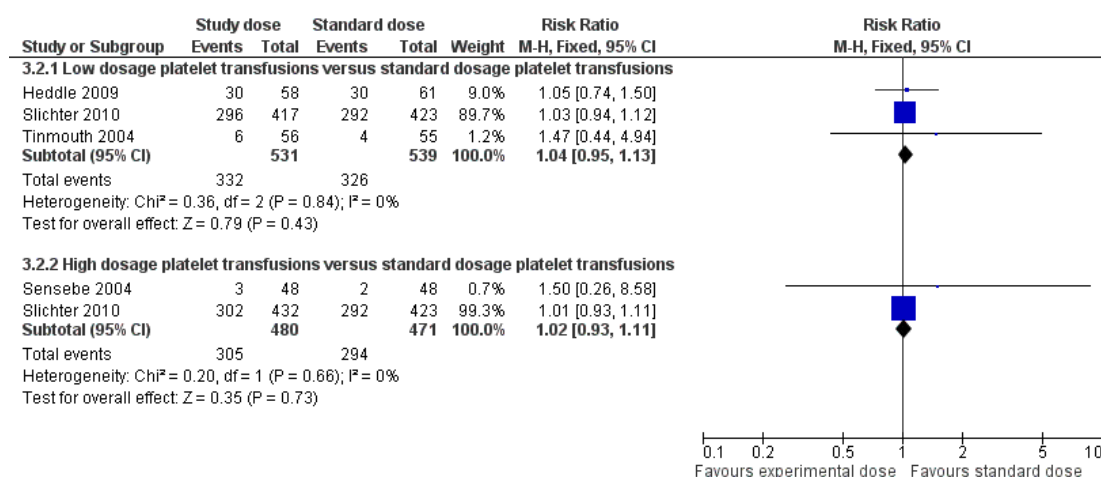 Study dose Standard dose Risk Ratio Risk Ratio
Study or Subgroup Events Total Events Total Weight M-H, Fixed, 95% CI M-H, Fixed, 95% CI
3.2.1 Low dosage platelet transfusions versus standard dosage platelet transfusions
Heddle 2009 30 58 30 61 9.0% 1.05 [0.74, 1.50]
Slichter 2010 296 417 292 423 89.7% 1.03 [0.94, 1.12]
Tinmouth 2004 6 56 4 55 1.2% 1.47 [0.44, 4.94]
Subtotal (95% CI) 531 539 100.0% 1.04 [0.95, 1.13]
Total events 332 326
Heterogeneity: Chi² = 0.36, df = 2 (P = 0.84); I² = 0%
Test for overall effect: Z = 0.79 (P = 0.43)
3.2.2 High dosage platelet transfusions versus standard dosage platelet transfusions
Sensebe 2004 3 48 2 48 0.7% 1.50 [0.26, 8.58]
Slichter 2010 302 432 292 423 99.3% 1.01 [0.93, 1.11]
Subtotal (95% CI) 480 471 100.0% 1.02 [0.93, 1.11]
Total events 305 294
Heterogeneity: Chi² = 0.20, df = 1 (P = 0.66); I² = 0%
Test for overall effect: Z = 0.35 (P = 0.73)
0.1 0.2 0.5 1 2 5 10
Favours experimental dose Favours standard dose